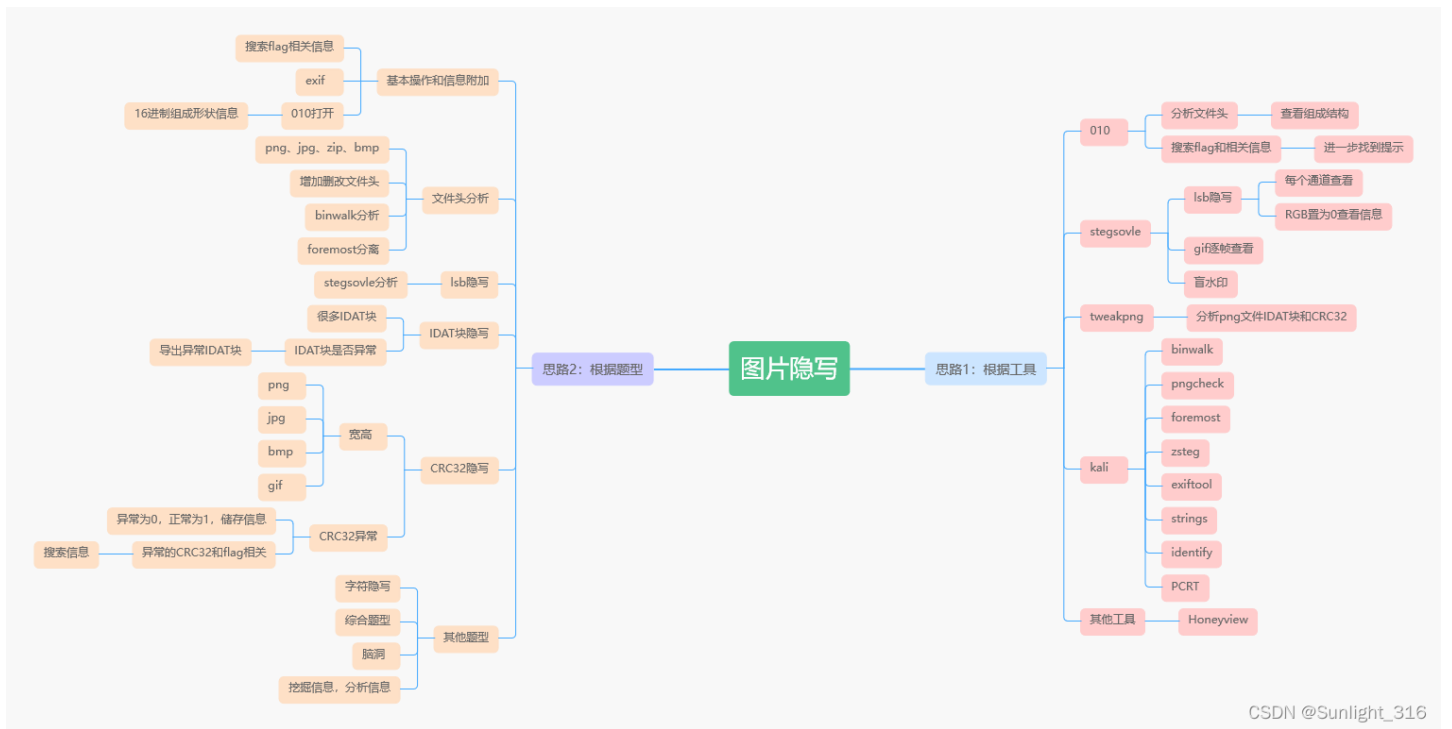 图片隐写
思路1：根据工具
010
分析文件头
查看组成结构
搜索flag和相关信息
进一步找到提示
stegsovle
lsb隐写
每个通道查看
RGB置为0查看信息
gif逐帧查看
盲水印
tweakpng
分析png文件IDAT块和CRC32
kali
binwalk
pngcheck
foremost
zsteg
exiftool
strings
identify
PCRT
其他工具
Honeyview
思路2：根据题型
基本操作和信息附加
搜索flag相关信息
exif
010打开
16进制组成形状信息
文件头分析
png、jpg、zip、bmp
增加删改文件头
binwalk分析
foremost分离
lsb隐写
stegsovle分析
IDAT块隐写
很多IDAT块
IDAT块是否异常
导出异常IDAT块
CRC32隐写
宽高
png
jpg
bmp
gif
CRC32异常
异常为0，正常为1，储存信息
异常的CRC32和flag相关
搜索信息
其他题型
字符隐写
综合题型
脑洞
挖掘信息，分析信息
CSDN @Sunlight_316